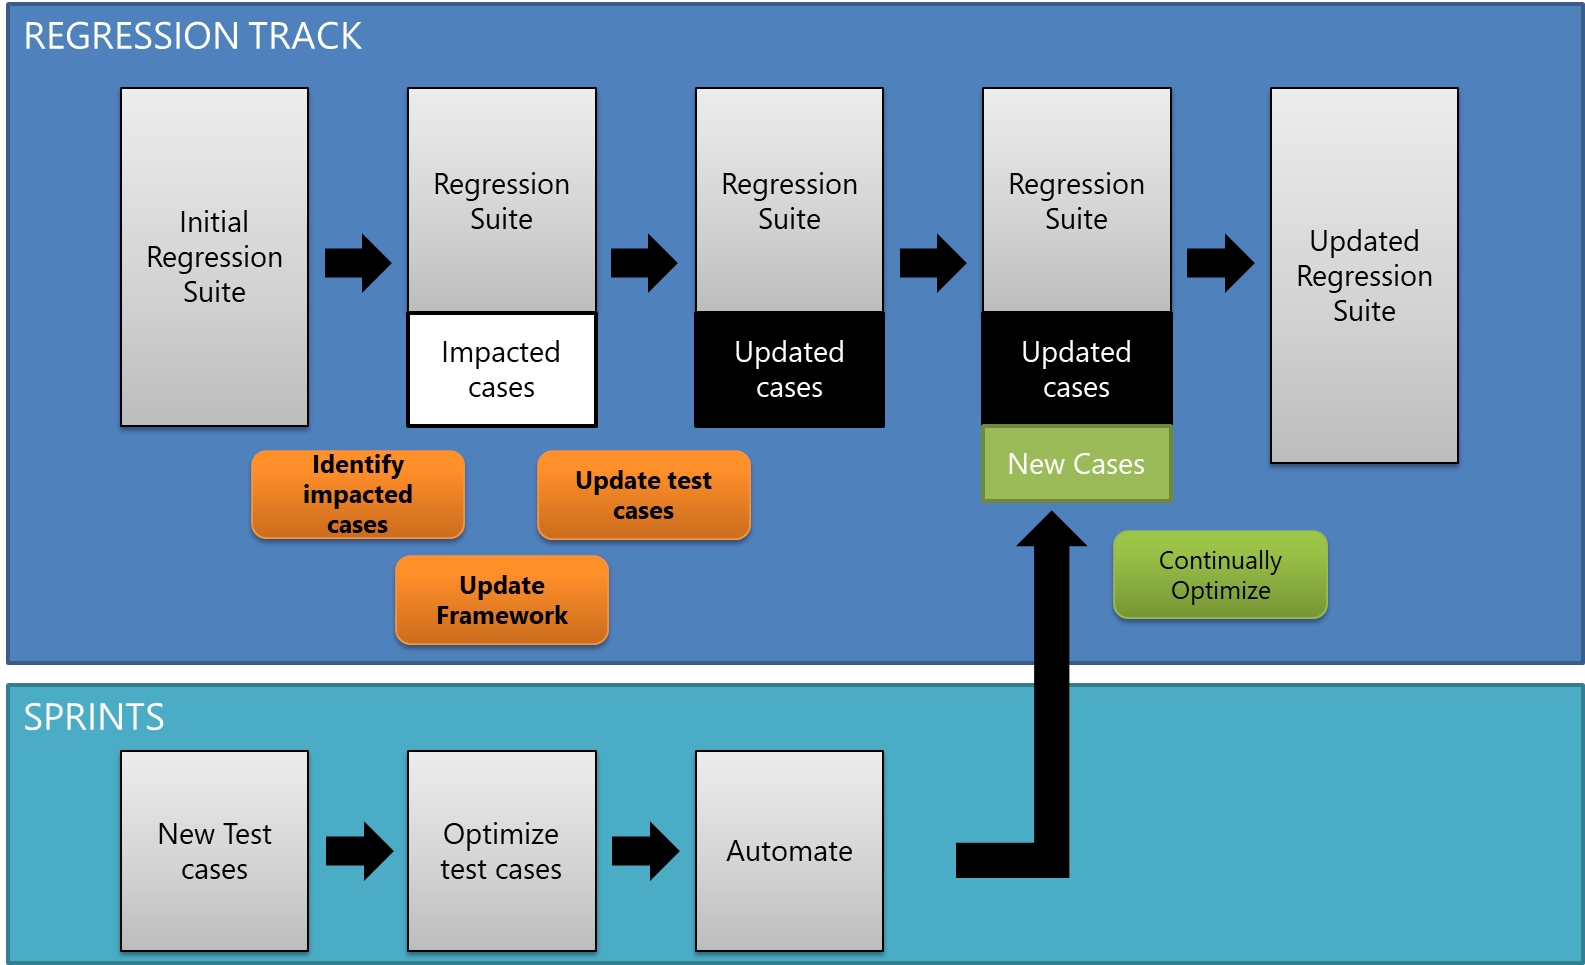 REGRESSION TRACK
Initial
Regression
Suite
Regression
Suite
Impacted
cases
Regression
Suite
Updated
cases
Regression
Suite
Updated
cases
New Cases
Updated
Regression
Suite
Identify
impacted
cases
Update test
cases
Update
Framework
Continually
Optimize
SPRINTS
New Test
cases
Optimize
test cases
Automate